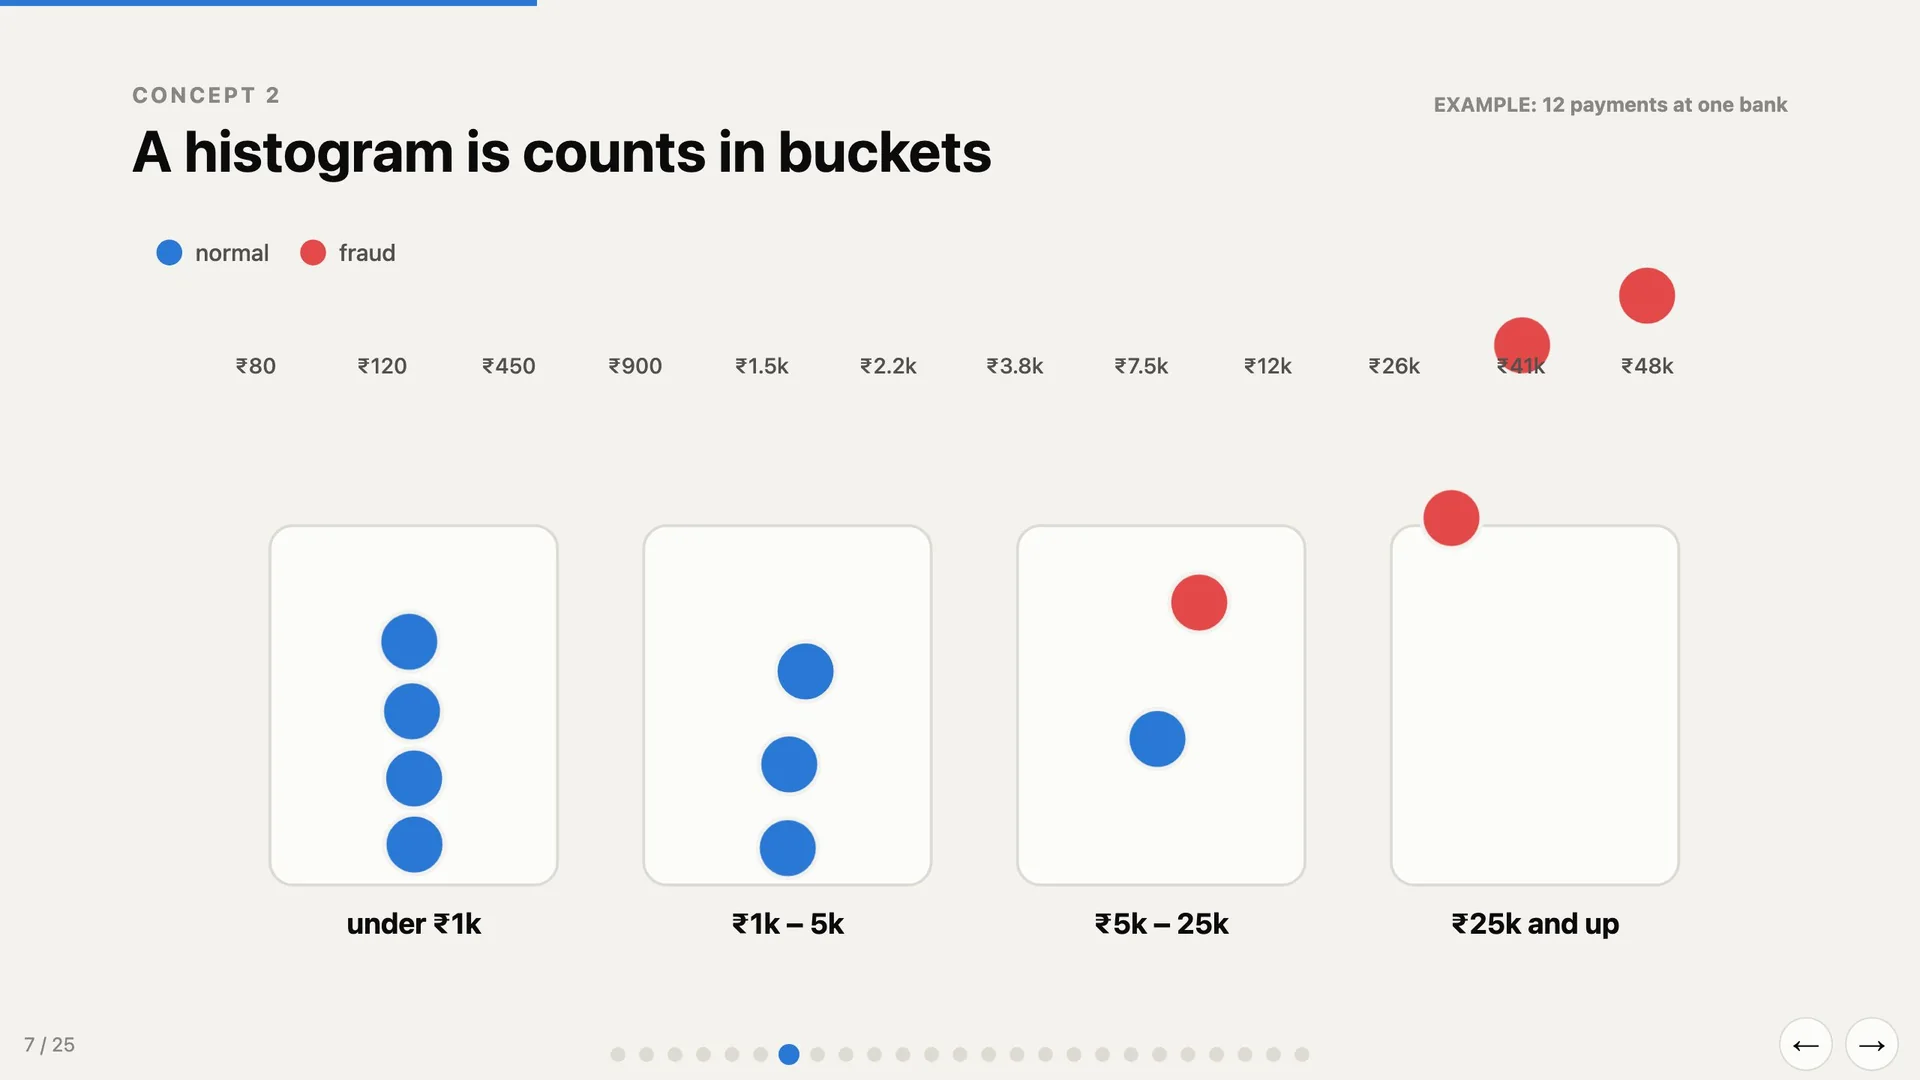 CONCEPT 2
EXAMPLE: 12 payments at one bank
A histogram is counts in buckets
normal fraud
₹80 ₹120 ₹450 ₹900 ₹1.5k ₹2.2k ₹3.8k ₹7.5k ₹12k ₹26k ₹41k ₹48k
under ₹1k ₹1k – 5k ₹5k – 25k ₹25k and up
7 / 25
← →